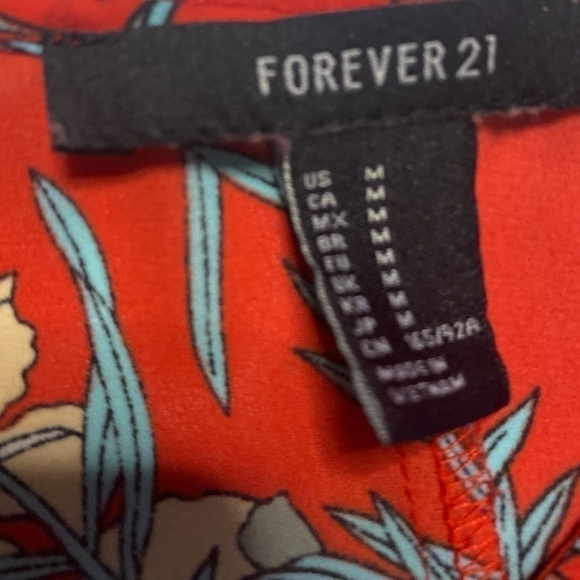 FOREVER 21
US M
CA M
MX M
BR M
EU M
UK M
KR M
JP M
CN 165/92A
MADE IN
VIETNAM